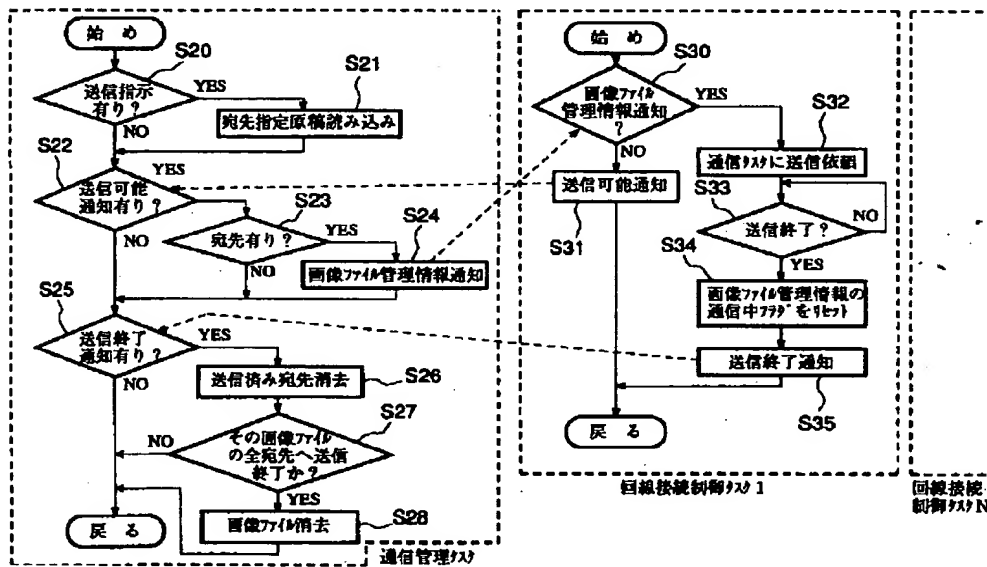 始め
S20
送信指示
有り?
YES
S21
宛先指定原稿読み込み
NO
S22
YES
送信可能
通知有り?
S23
NO
宛先有り?
YES
S24
NO
画像ファイル管理情報通知
S25
送信終了
通知有り?
YES
NO
送信済み宛先消去
S26
S27
NO
その画像ファイル
の全宛先へ送信
終了か?
YES
画像ファイル消去
S28
戻る
通信管理タスク
始め
S30
画像ファイル
管理情報通知
?
YES
S32
NO
通信タスクに送信依頼
送信可能通知
S31
S33
送信終了?
NO
YES
S34
画像ファイル管理情報の
通信中フラグをリセット
送信終了通知
S35
戻る
回線接続制御タスク1
回線接続
制御タスクN